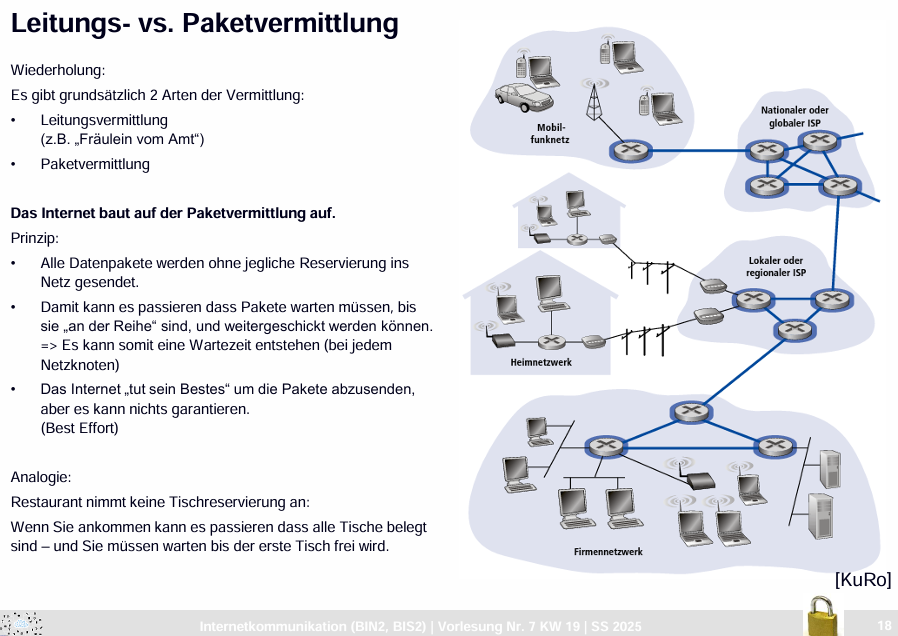 Leitungs- vs. Paketvermittlung
Wiederholung:
Es gibt grundsätzlich 2 Arten der Vermittlung:
• Leitungsvermittlung
(z.B. „Fräulein vom Amt“)
• Paketvermittlung
Das Internet baut auf der Paketvermittlung auf.
Prinzip:
• Alle Datenpakete werden ohne jegliche Reservierung ins
Netz gesendet.
• Damit kann es passieren dass Pakete warten müssen, bis
sie „an der Reihe“ sind, und weitergeschickt werden können.
=> Es kann somit eine Wartezeit entstehen (bei jedem
Netzknoten)
• Das Internet „tut sein Bestes“ um die Pakete abzusenden,
aber es kann nichts garantieren.
(Best Effort)
Analogie:
Restaurant nimmt keine Tischreservierung an:
Wenn Sie ankommen kann es passieren dass alle Tische belegt
sind – und Sie müssen warten bis der erste Tisch frei wird.
Mobil-
funknetz
Nationaler oder
globaler ISP
Lokaler oder
regionaler ISP
Heimnetzwerk
Firmennetzwerk
[KuRo]
Internetkommunikation (BIN2, BIS2) | Vorlesung Nr. 7 KW 19 | SS 2025
18